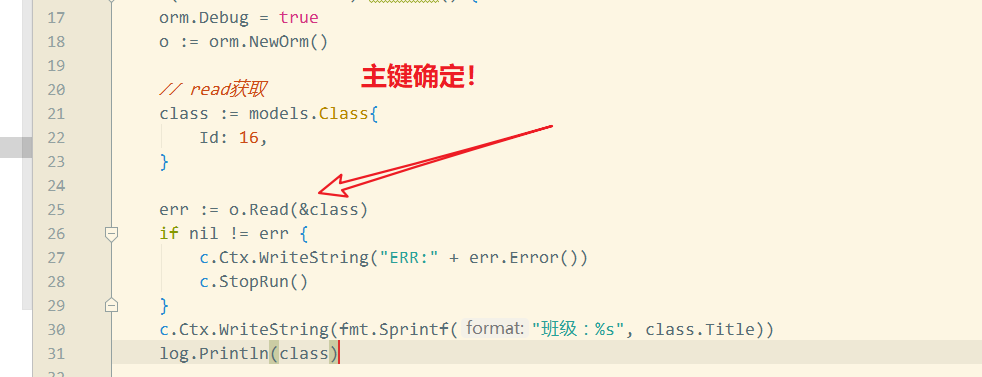 17 orm.Debug = true
18 o := orm.NewOrm()
19
20 // read获取
主键确定!
21 class := models.Class{
22 Id: 16,
23 }
24
25 err := o.Read(&class)
26 if nil != err {
27 c.Ctx.WriteString("ERR:" + err.Error())
28 c.StopRun()
29 }
30 c.Ctx.WriteString(fmt.Sprintf( format: "班级：%s", class.Title))
31 log.Println(class)